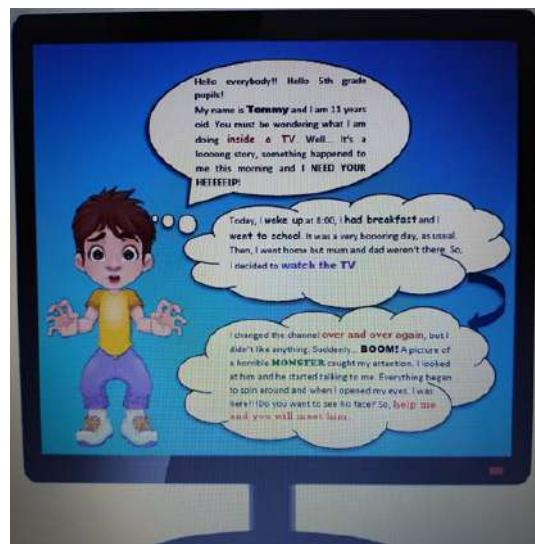 Hello everybody!! Hello 5th grade
pupils!
My name is Tommy and I am 11 years
old. You must be wondering what I am
doing inside a TV. Well... It's a
loooong story, something happened to
me this morning and I NEED YOUR
HEEEEELP!
Today, I woke up at 8:00, I had breakfast and I
went to school. It was a very booooring day, as usual.
Then, I went home but mum and dad weren't there. So,
I decided to watch the TV.
I changed the channel over and over again, but I
didn't like anything. Suddenly... BOOM! A picture of
a horrible MONSTER caught my attention. I looked
at him and he started talking to me. Everything began
to spin around and when I opened my eyes, I was
here!! Do you want to see his face? So, help me
and you will meet him.